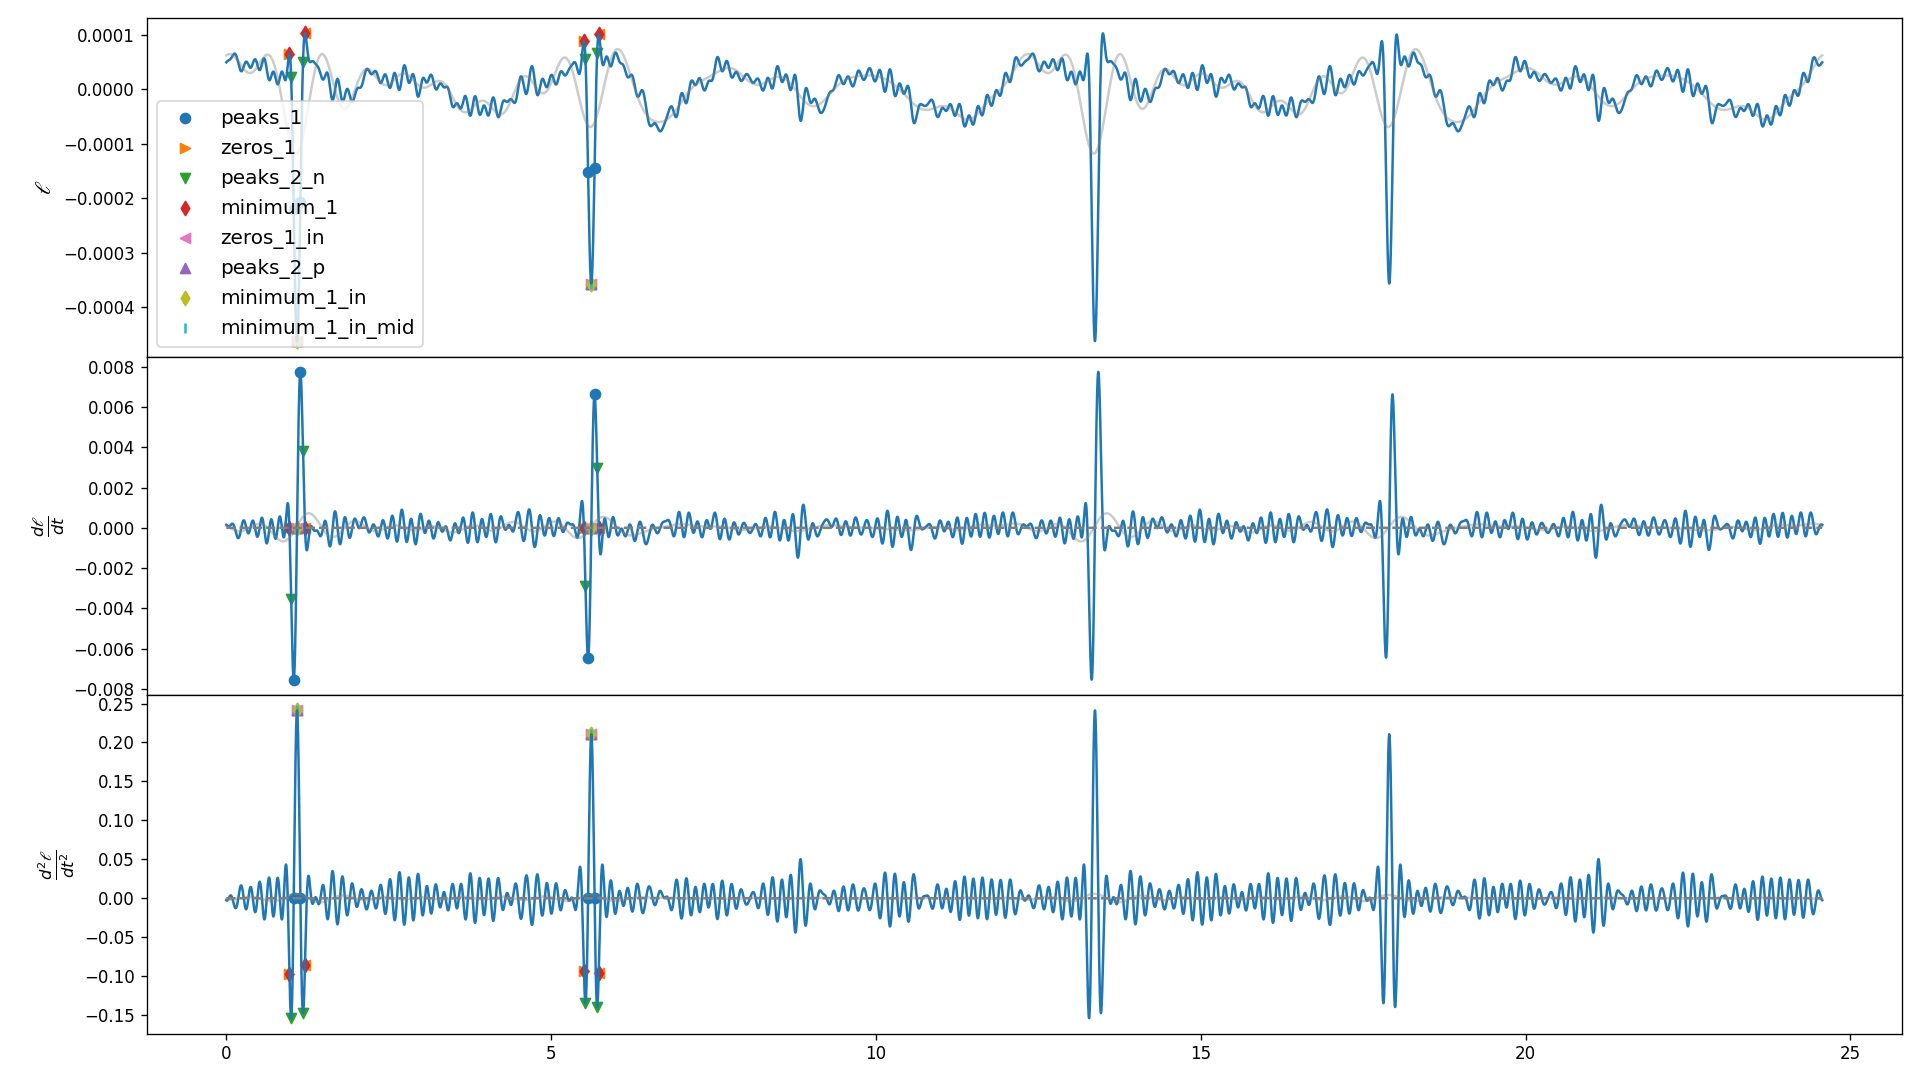 0.0001
0.0000
−0.0001
−0.0002
−0.0003
−0.0004
ℓ
peaks_1
zeros_1
peaks_2_n
minimum_1
zeros_1_in
peaks_2_p
minimum_1_in
minimum_1_in_mid
0.008
0.006
0.004
0.002
0.000
−0.002
−0.004
−0.006
−0.008
dℓ
dt
0.25
0.20
0.15
0.10
0.05
0.00
−0.05
−0.10
−0.15
d²ℓ
dt²
0 5 10 15 20 25